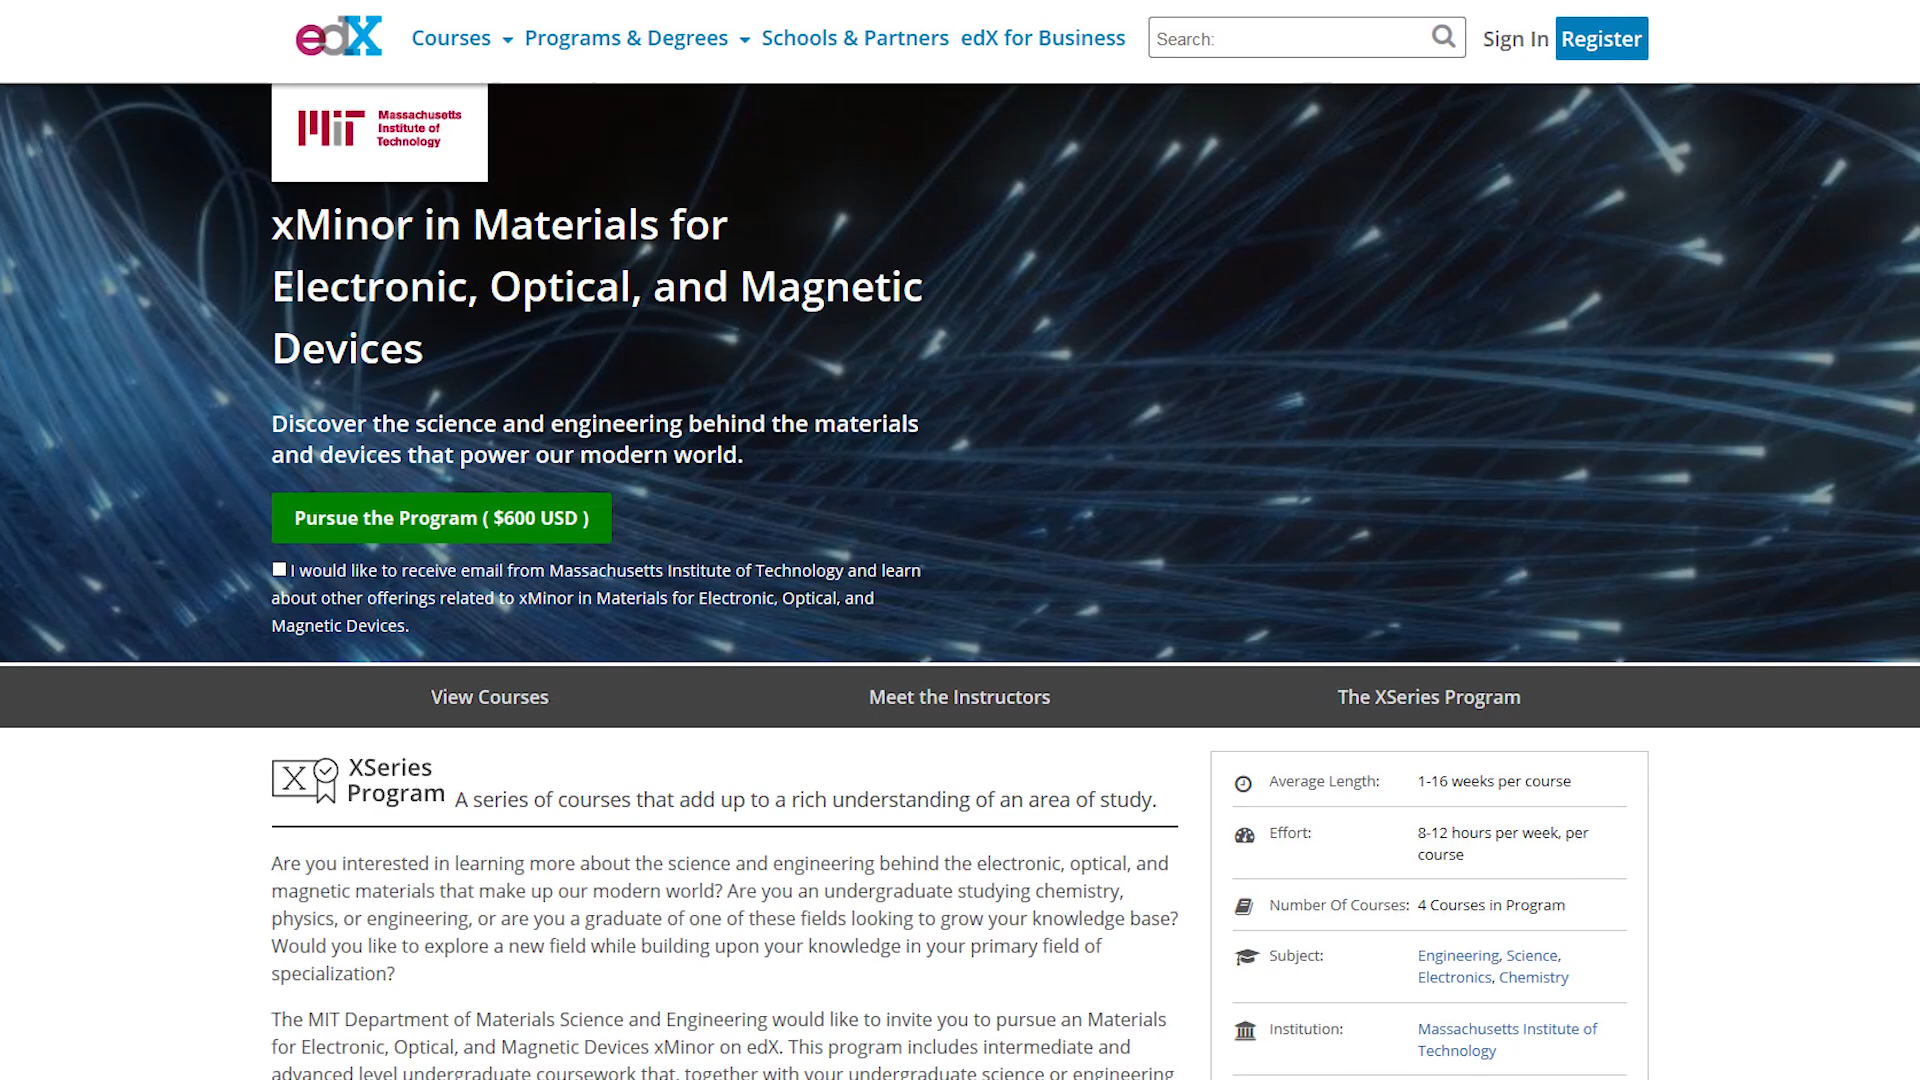 edX Courses Programs & Degrees Schools & Partners edX for Business Search: Sign In Register
MIT Massachusetts
Institute of
Technology
xMinor in Materials for
Electronic, Optical, and Magnetic
Devices
Discover the science and engineering behind the materials
and devices that power our modern world.
Pursue the Program ( $600 USD )
I would like to receive email from Massachusetts Institute of Technology and learn
about other offerings related to xMinor in Materials for Electronic, Optical, and
Magnetic Devices.
View Courses Meet the Instructors The XSeries Program
X XSeries
Program A series of courses that add up to a rich understanding of an area of study.
Are you interested in learning more about the science and engineering behind the electronic, optical, and
magnetic materials that make up our modern world? Are you an undergraduate studying chemistry,
physics, or engineering, or are you a graduate of one of these fields looking to grow your knowledge base?
Would you like to explore a new field while building upon your knowledge in your primary field of
specialization?
The MIT Department of Materials Science and Engineering would like to invite you to pursue an Materials
for Electronic, Optical, and Magnetic Devices xMinor on edX. This program includes intermediate and
advanced level undergraduate coursework that, together with your undergraduate science or engineering
Average Length: 1-16 weeks per course
Effort: 8-12 hours per week, per
course
Number Of Courses: 4 Courses in Program
Subject: Engineering, Science,
Electronics, Chemistry
Institution: Massachusetts Institute of
Technology